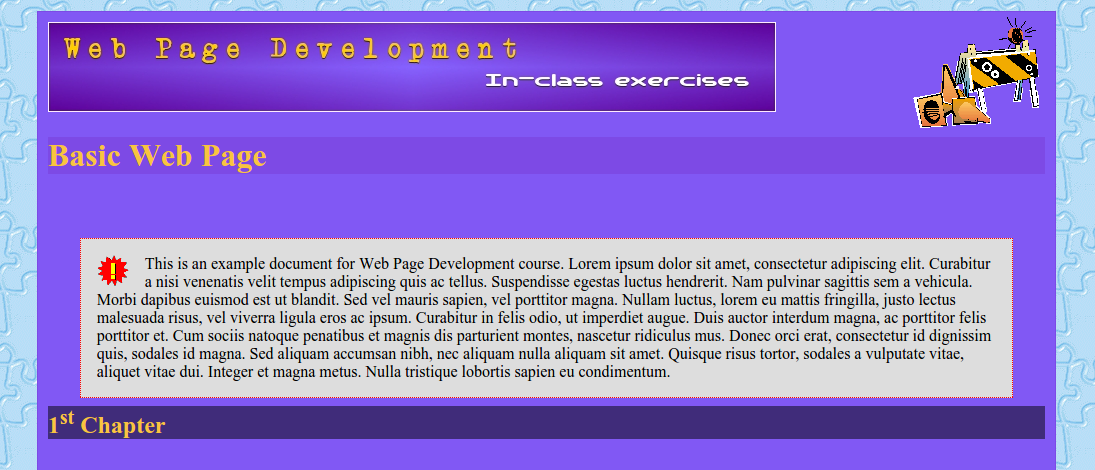 Web Page Development
In-class exercises
Basic Web Page
This is an example document for Web Page Development course. Lorem ipsum dolor sit amet, consectetur adipiscing elit. Curabitur
a nisi venenatis velit tempus adipiscing quis ac tellus. Suspendisse egestas luctus hendrerit. Nam pulvinar sagittis sem a vehicula.
Morbi dapibus euismod est ut blandit. Sed vel mauris sapien, vel porttitor magna. Nullam luctus, lorem eu mattis fringilla, justo lectus
malesuada risus, vel viverra ligula eros ac ipsum. Curabitur in felis odio, ut imperdiet augue. Duis auctor interdum magna, ac porttitor felis
porttitor et. Cum sociis natoque penatibus et magnis dis parturient montes, nascetur ridiculus mus. Donec orci erat, consectetur id dignissim
quis, sodales id magna. Sed aliquam accumsan nibh, nec aliquam nulla aliquam sit amet. Quisque risus tortor, sodales a vulputate vitae,
aliquet vitae dui. Integer et magna metus. Nulla tristique lobortis sapien eu condimentum.
1st Chapter